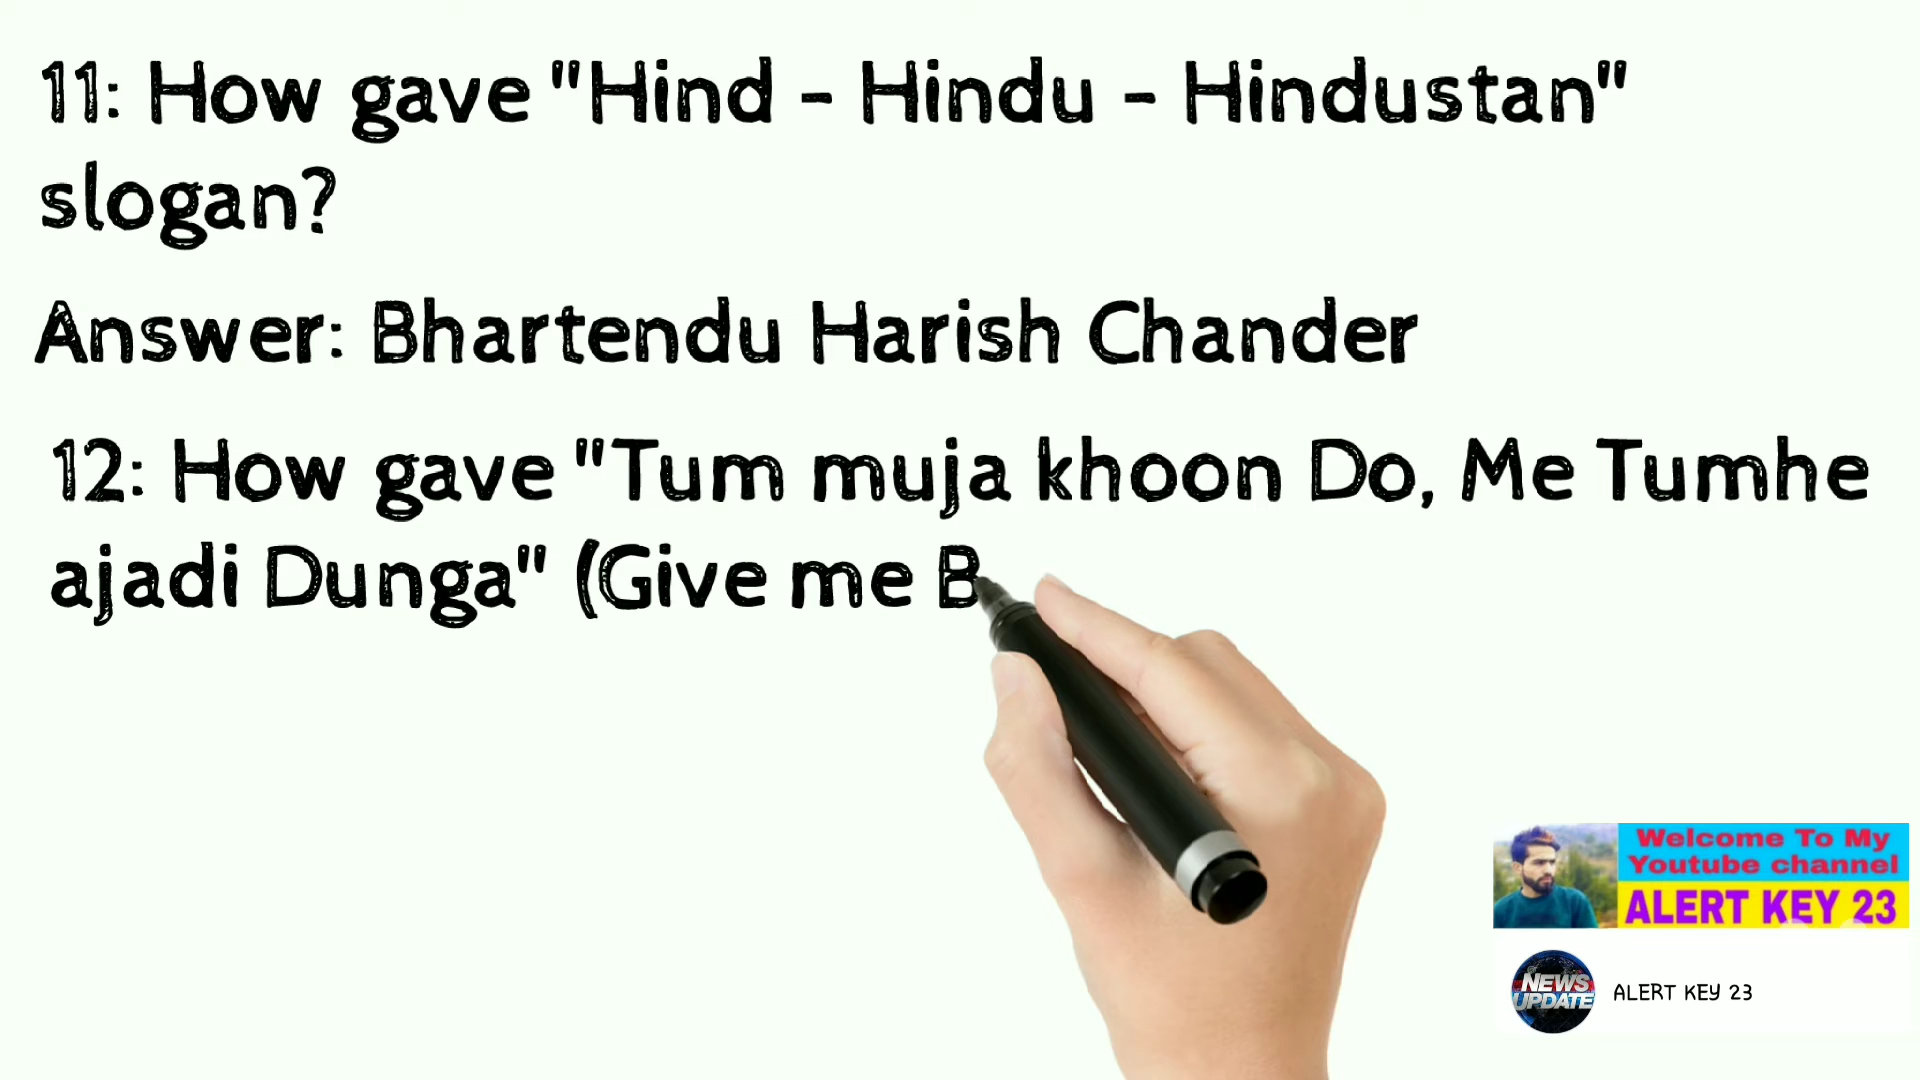 11: How gave "Hind - Hindu - Hindustan"
slogan?
Answer: Bhartendu Harish Chander
12: How gave "Tum muja khoon Do, Me Tumhe
ajadi Dunga" (Give me B
Welcome To My
Youtube channel
ALERT KEY 23
NEWS
UPDATE
ALERT KEY 23